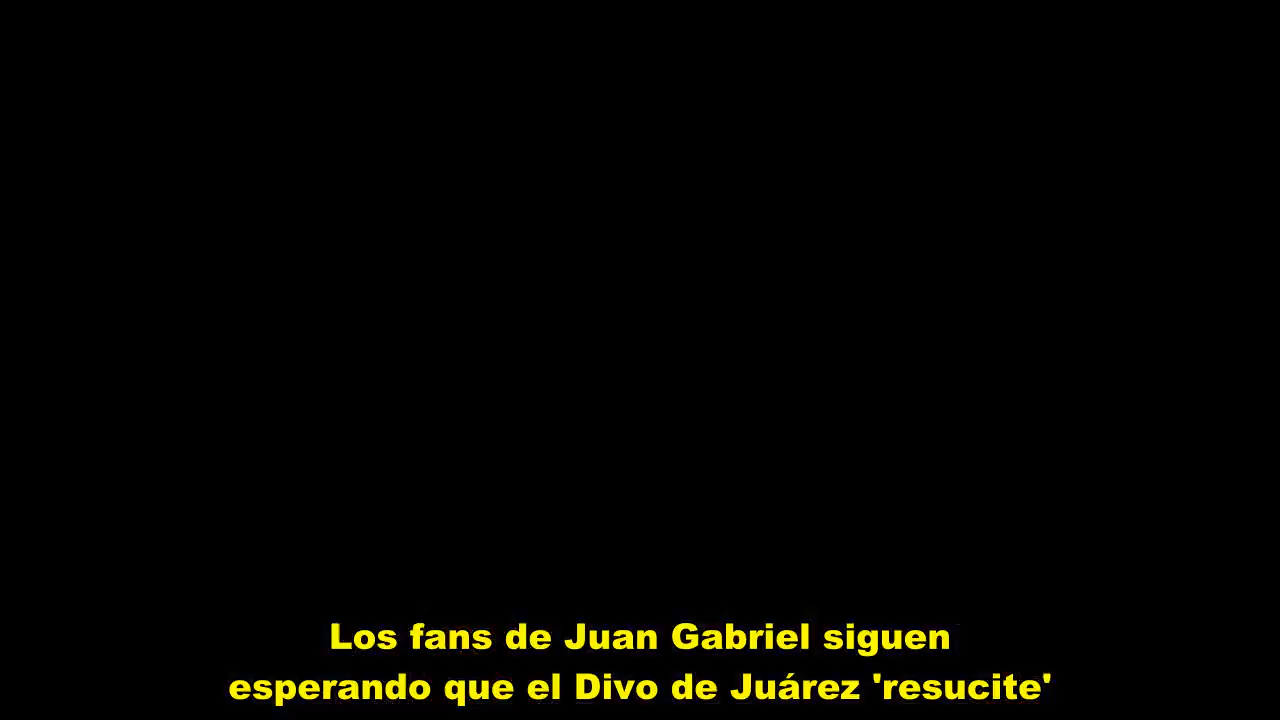 Los fans de Juan Gabriel siguen
esperando que el Divo de Juárez 'resucite'